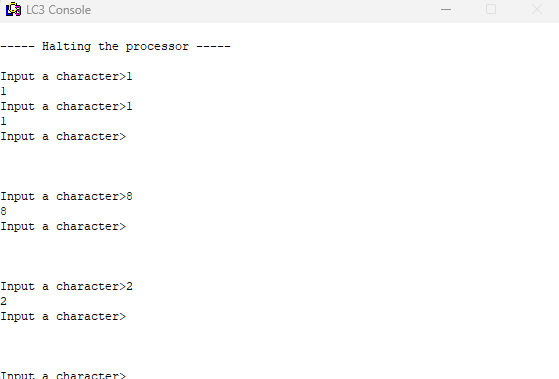 LC3 Console
----- Halting the processor -----
Input a character>1
1
Input a character>1
1
Input a character>
Input a character>8
8
Input a character>
Input a character>2
2
Input a character>
Input a character>